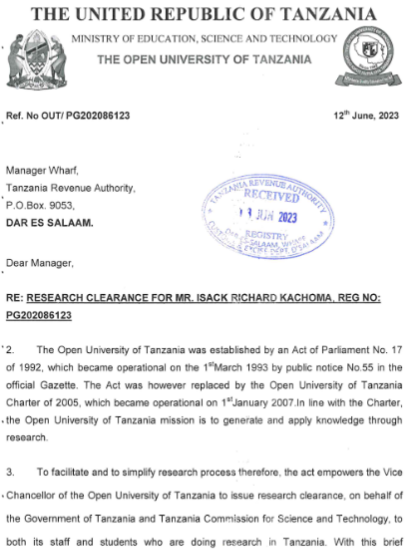 THE UNITED REPUBLIC OF TANZANIA
MINISTRY OF EDUCATION, SCIENCE AND TECHNOLOGY
THE OPEN UNIVERSITY OF TANZANIA
Ref. No OUT/ PG202086123
12th June, 2023
Manager Wharf,
Tanzania Revenue Authority,
P.O.Box. 9053,
DAR ES SALAAM.
TANZANIA REVENUE AUTHORITY
RECEIVED
13 JUN 2023
REGISTRY
Dear Manager,
RE: RESEARCH CLEARANCE FOR MR. ISACK RICHARD KACHOMA, REG NO:
PG202086123
2. The Open University of Tanzania was established by an Act of Parliament No. 17
of 1992, which became operational on the 1stMarch 1993 by public notice No.55 in the
official Gazette. The Act was however replaced by the Open University of Tanzania
Charter of 2005, which became operational on 1stJanuary 2007.In line with the Charter,
the Open University of Tanzania mission is to generate and apply knowledge through
research.
3. To facilitate and to simplify research process therefore, the act empowers the Vice
Chancellor of the Open University of Tanzania to issue research clearance, on behalf of
the Government of Tanzania and Tanzania Commission for Science and Technology, to
both its staff and students who are doing research in Tanzania. With this brief